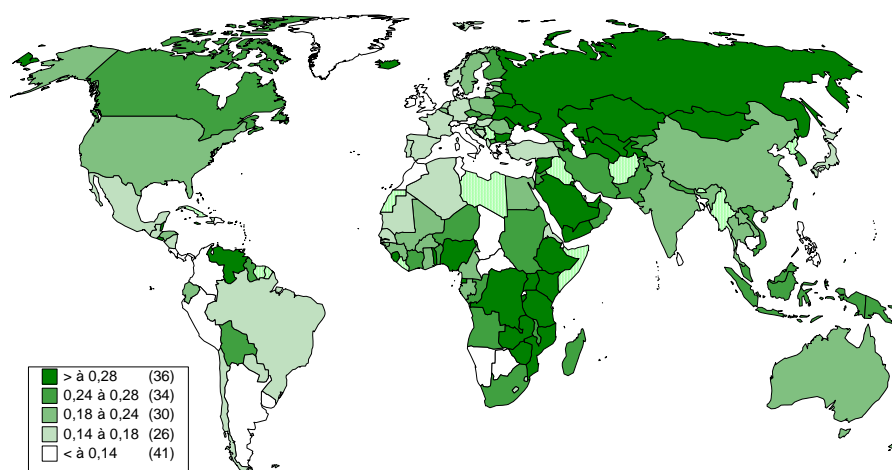 > à 0,28 (36)
0,24 à 0,28 (34)
0,18 à 0,24 (30)
0,14 à 0,18 (26)
< à 0,14 (41)